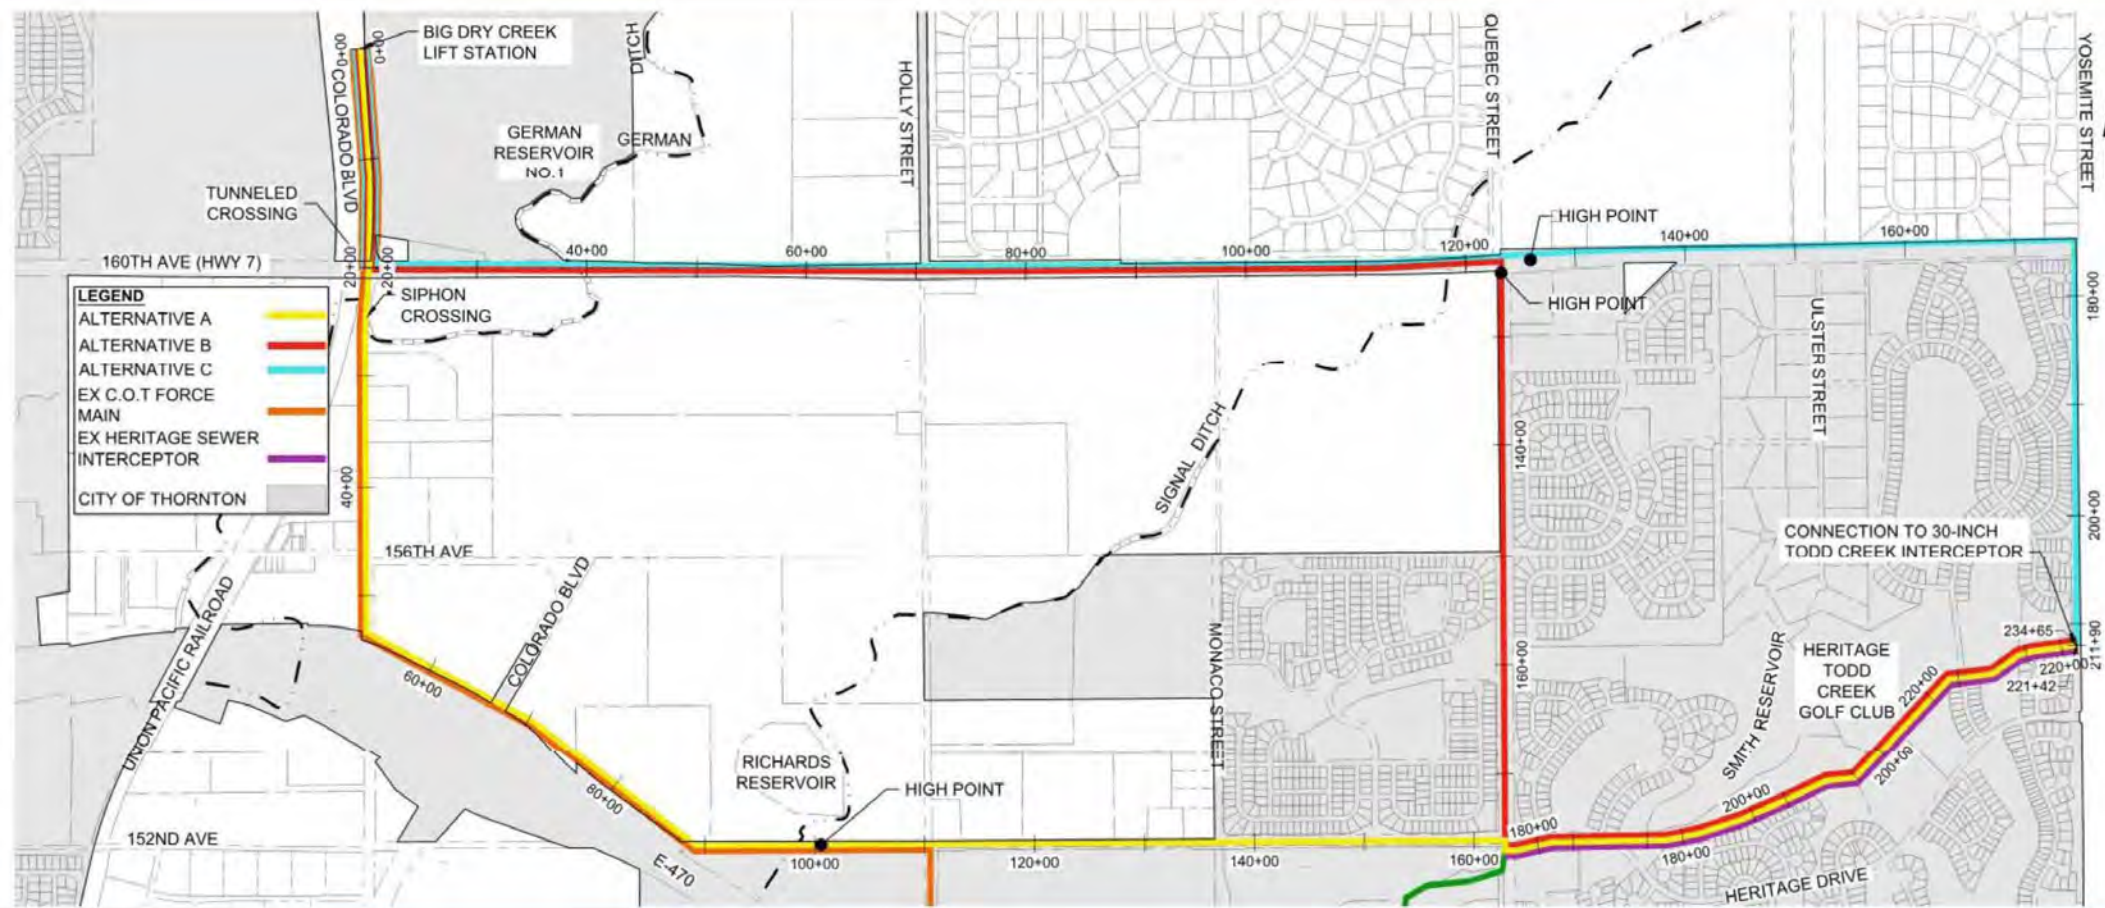 BIG DRY CREEK
LIFT STATION
0+00
0+00
COLORADO BLVD
DITCH
GERMAN
RESERVOIR
NO.1
GERMAN
HOLLY STREET
QUEBEC STREET
YOSEMITE STREET
TUNNELED
CROSSING
HIGH POINT
160TH AVE (HWY 7)
20+00
20+00
40+00
60+00
80+00
100+00
120+00
140+00
160+00
SIPHON
CROSSING
HIGH POINT
180+00
ULSTER STREET
LEGEND
ALTERNATIVE A
ALTERNATIVE B
ALTERNATIVE C
EX C.O.T FORCE
MAIN
EX HERITAGE SEWER
INTERCEPTOR
CITY OF THORNTON
40+00
SIGNAL DITCH
140+00
200+00
CONNECTION TO 30-INCH
TODD CREEK INTERCEPTOR
156TH AVE
COLORADO BLVD
UNION PACIFIC RAILROAD
MONACO STREET
160+00
SMITH RESERVOIR
HERITAGE
TODD
CREEK
GOLF CLUB
234+65
211+90
220+00
221+42
220+00
60+00
80+00
RICHARDS
RESERVOIR
HIGH POINT
200+00
200+00
152ND AVE
E-470
100+00
120+00
140+00
160+00
180+00
180+00
HERITAGE DRIVE